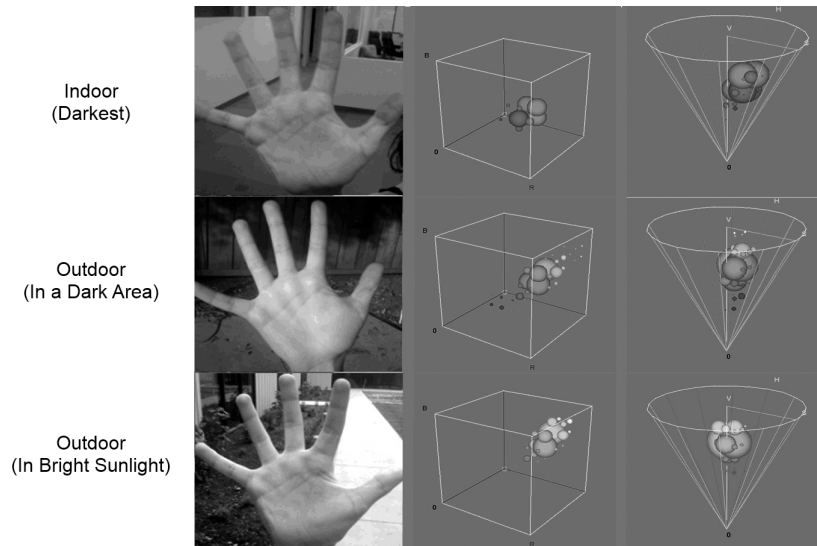 Indoor
(Darkest)
B
0
R
H
V
S
0
Outdoor
(In a Dark Area)
B
0
R
H
V
S
0
Outdoor
(In Bright Sunlight)
B
0
R
H
V
S
0